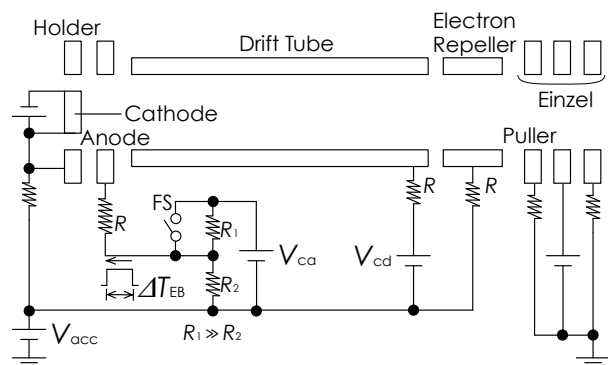 Holder
Drift Tube
Electron
Repeller
Einzel
Cathode
Anode
Puller
FS
R
R1
R
R
Vca
Vcd
R2
ΔTEB
Vacc
R1 ≫ R2